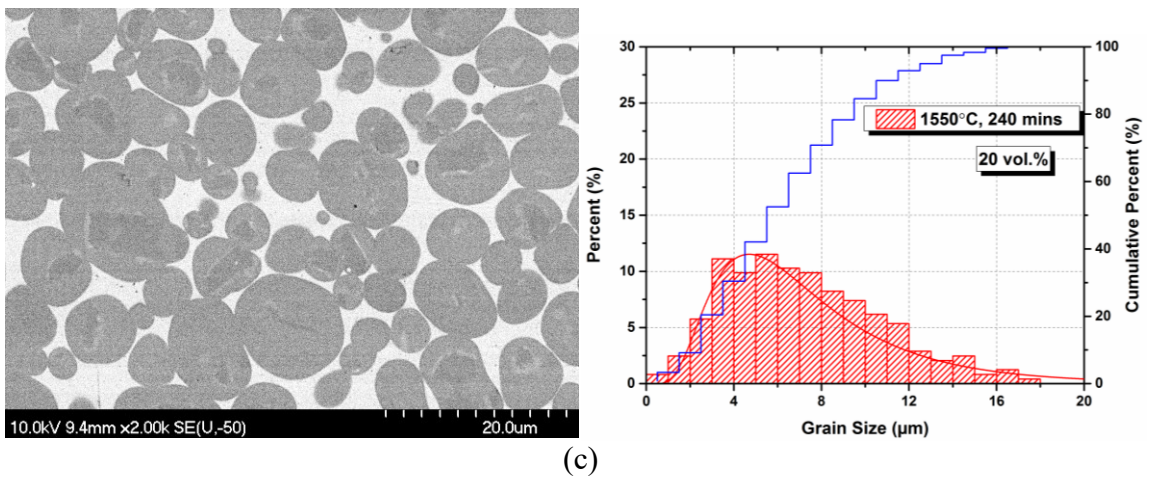 10.0kV 9.4mm x2.00k SE(U,-50) 20.0um
30
25
20
15
10
5
0
Percent (%)
100
80
60
40
20
0
Cumulative Percent (%)
1550°C, 240 mins
20 vol.%
0 4 8 12 16 20
Grain Size (µm)
(c)